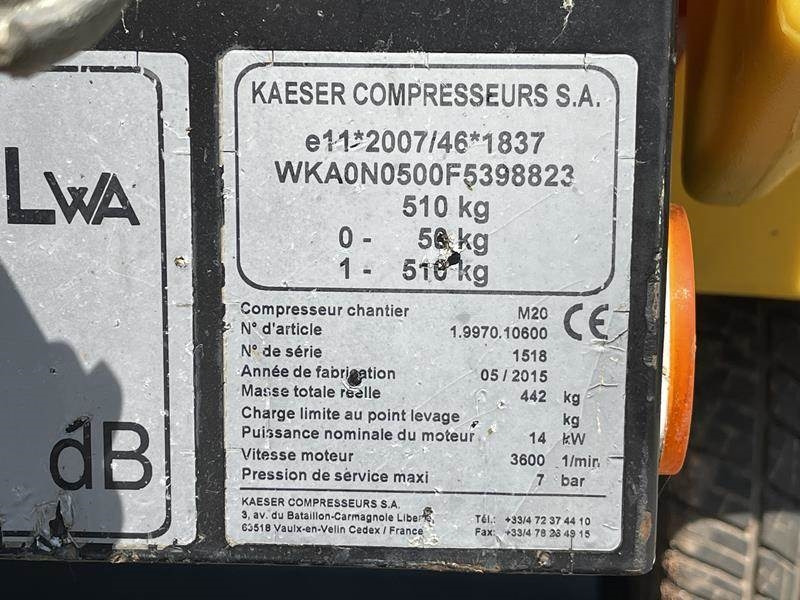 LWA
dB
KAESER COMPRESSEURS S.A.
e11*2007/46*1837
WKA0N0500F5398823
510 kg
0 - 50 kg
1 - 510 kg
CE
Compresseur chantier M20
N° d'article 1.9970.10600
N° de série 1518
Année de fabrication 05 / 2015
Masse totale réelle 442 kg
Charge limite au point levage kg
Puissance nominale du moteur 14 kW
Vitesse moteur 3600 1/min
Pression de service maxi 7 bar
KAESER COMPRESSEURS S.A.
3, av. du Bataillon-Carmagnole Liberté Tél.: +33/4 72 37 44 10
63518 Vaulx-en-Velin Cedex / France Fax: +33/4 78 26 49 15